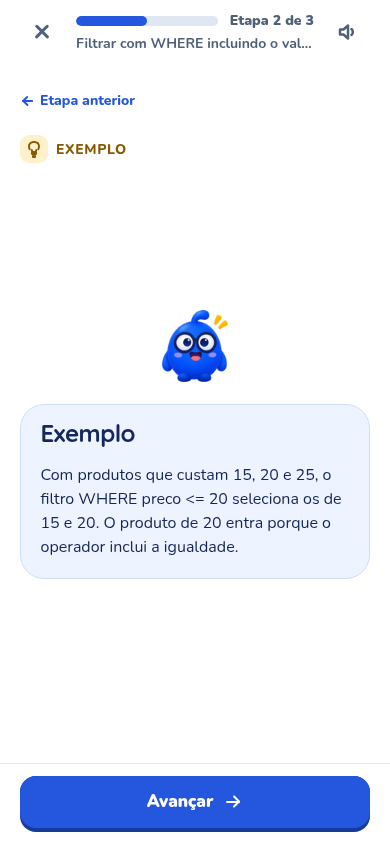 Etapa 2 de 3
Filtrar com WHERE incluindo o val...
Etapa anterior
EXEMPLO
Exemplo
Com produtos que custam 15, 20 e 25, o
filtro WHERE preco <= 20 seleciona os de
15 e 20. O produto de 20 entra porque o
operador inclui a igualdade.
Avançar